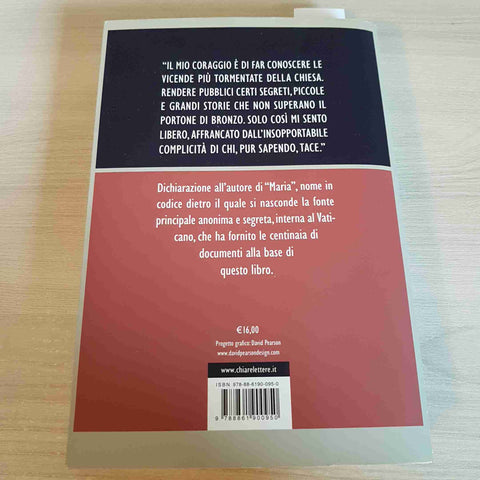 "IL MIO CORAGGIO È DI FAR CONOSCERE LE
VICENDE PIÙ TORMENTATE DELLA CHIESA.
RENDERE PUBBLICI CERTI SEGRETI, PICCOLE
E GRANDI STORIE CHE NON SUPERANO IL
PORTONE DI BRONZO. SOLO COSÌ MI SENTO
LIBERO, AFFRANCATO DALL'INSOPPORTABILE
COMPLICITÀ DI CHI, PUR SAPENDO, TACE."
Dichiarazione all'autore di "Maria", nome in
codice dietro il quale si nasconde la fonte
principale anonima e segreta, interna al Vati-
cano, che ha fornito le centinaia di
documenti alla base di
questo libro.
€ 16,00
Progetto grafico: David Pearson
www.davidpearsondesign.com
www.chiarelettere.it
ISBN 978-88-6190-095-0
9 788861 900950